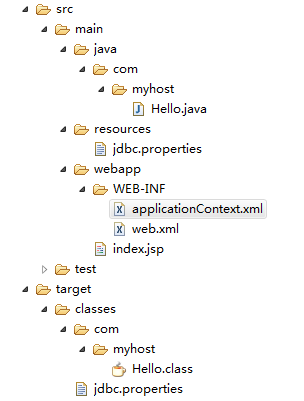 src
main
java
com
myhost
Hello.java
resources
jdbc.properties
webapp
WEB-INF
applicationContext.xml
web.xml
index.jsp
test
target
classes
com
myhost
Hello.class
jdbc.properties